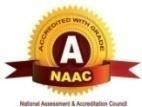 ACCREDITED WITH GRADE
A
NAAC
National Assessment & Accreditation Council